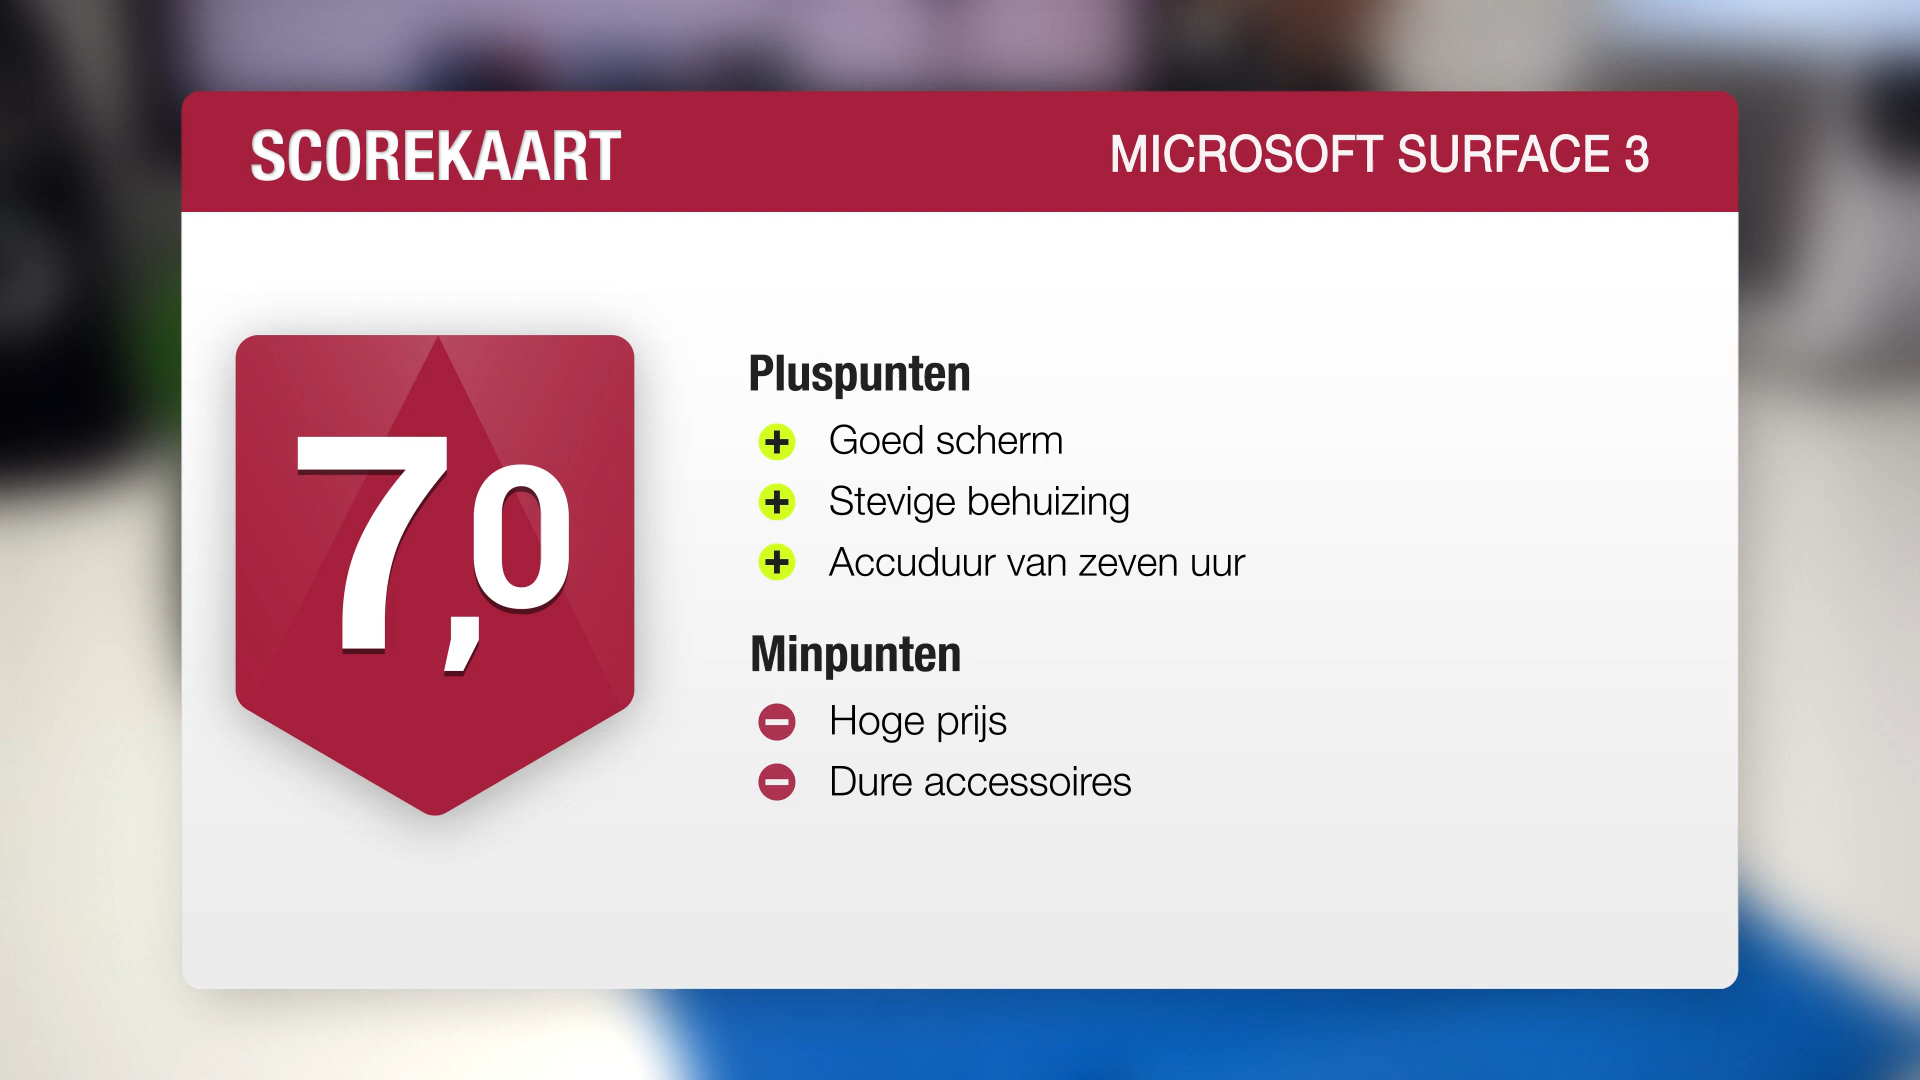 SCOREKAART
MICROSOFT SURFACE 3
7,0
Pluspunten
Goed scherm
Stevige behuizing
Accuduur van zeven uur
Minpunten
Hoge prijs
Dure accessoires